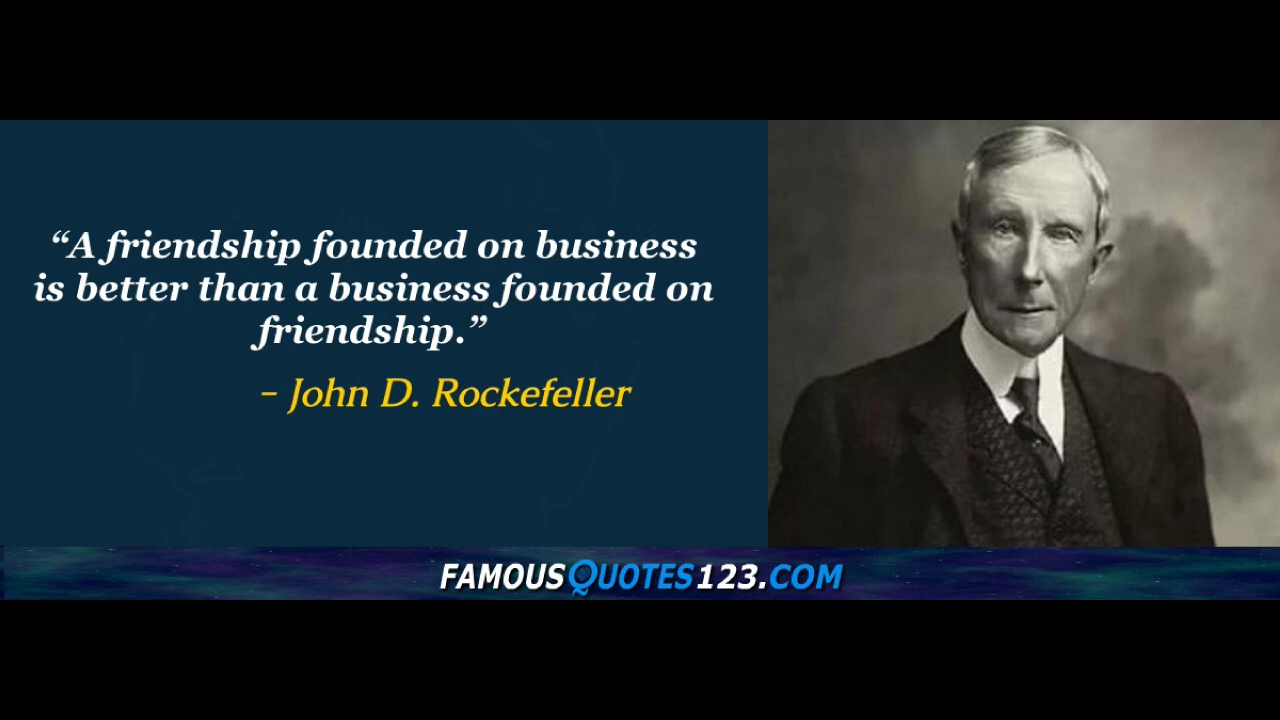 “A friendship founded on business
is better than a business founded on
friendship.”
– John D. Rockefeller
FAMOUSQUOTES123.COM